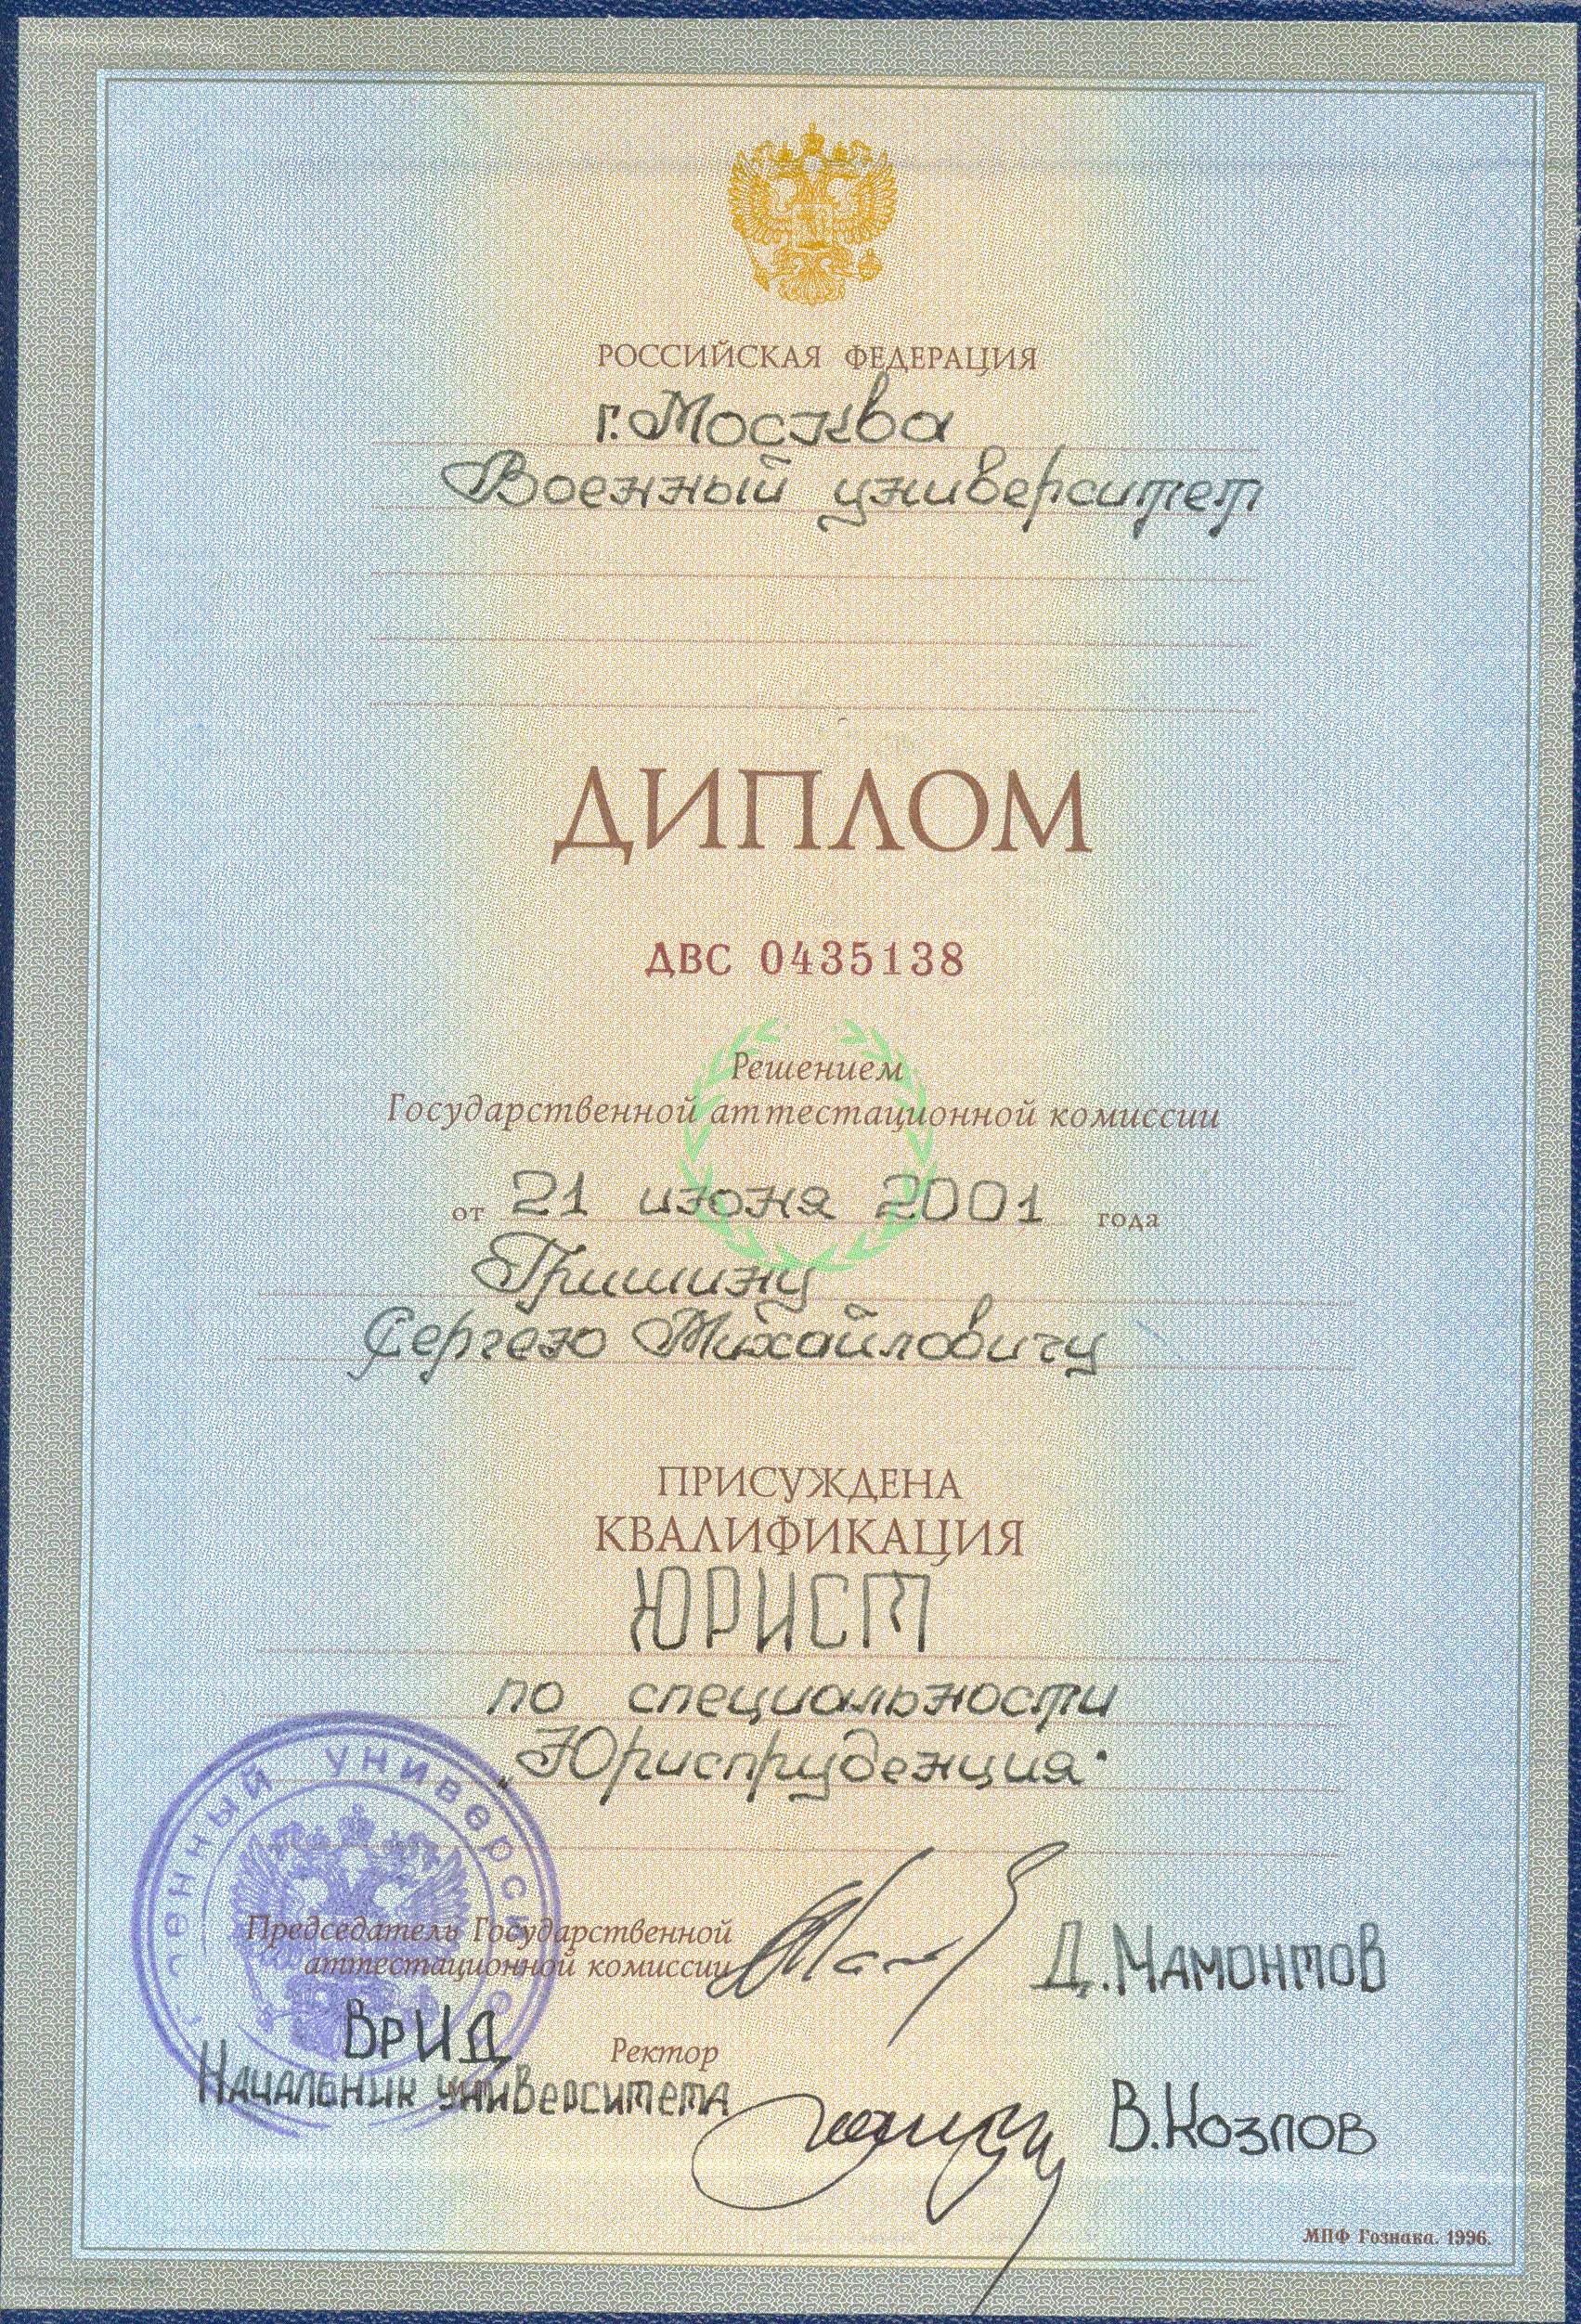 РОССИЙСКАЯ ФЕДЕРАЦИЯ
г. Москва
Военный университет
ДИПЛОМ
ДВС 0435138
Решением
Государственной аттестационной комиссии
от 21 июня 2001 года
Гришину
Сергею Михайловичу
ПРИСУЖДЕНА
КВАЛИФИКАЦИЯ
ЮРИСТ
по специальности
„Юриспруденция"
Военный университет
Председатель Государственной
аттестационной комиссии
Д. Мамонтов
ВрИД
Ректор
Начальник университета
В. Козлов
МПФ Гознака. 1996.